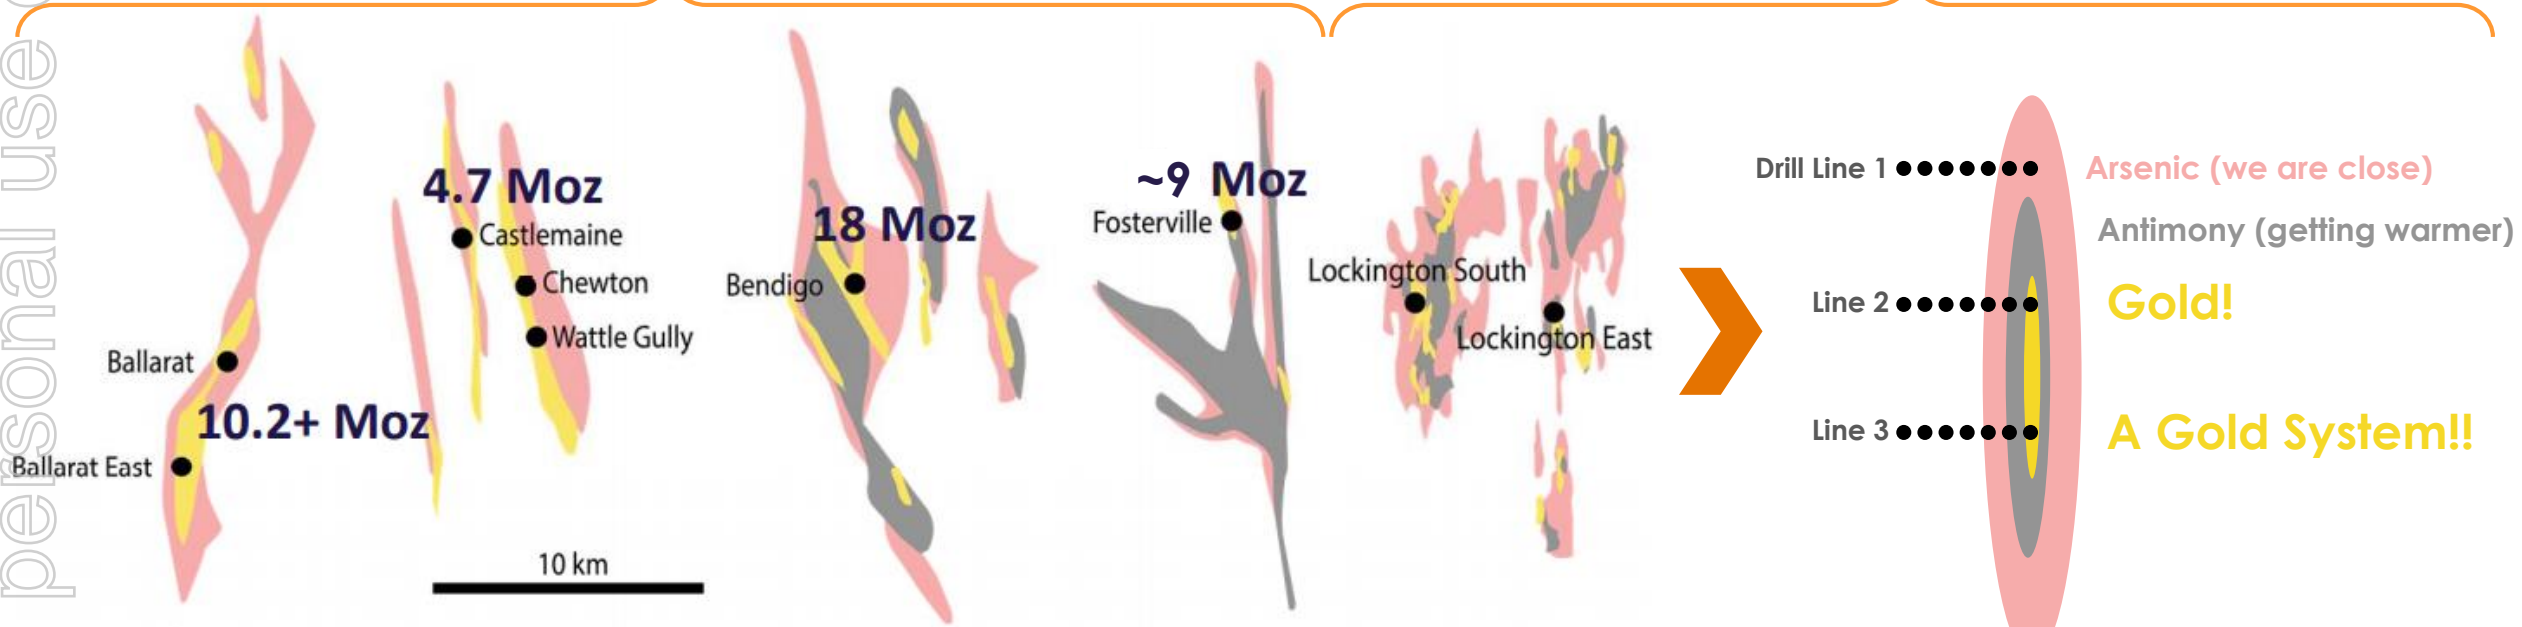 personal use
4.7 Moz
Castlemaine
Chewton
Wattle Gully
Ballarat
10.2+ Moz
Ballarat East
10 km
18 Moz
Bendigo
~9 Moz
Fosterville
Lockington South
Lockington East
Drill Line 1
Arsenic (we are close)
Antimony (getting warmer)
Line 2
Gold!
Line 3
A Gold System!!